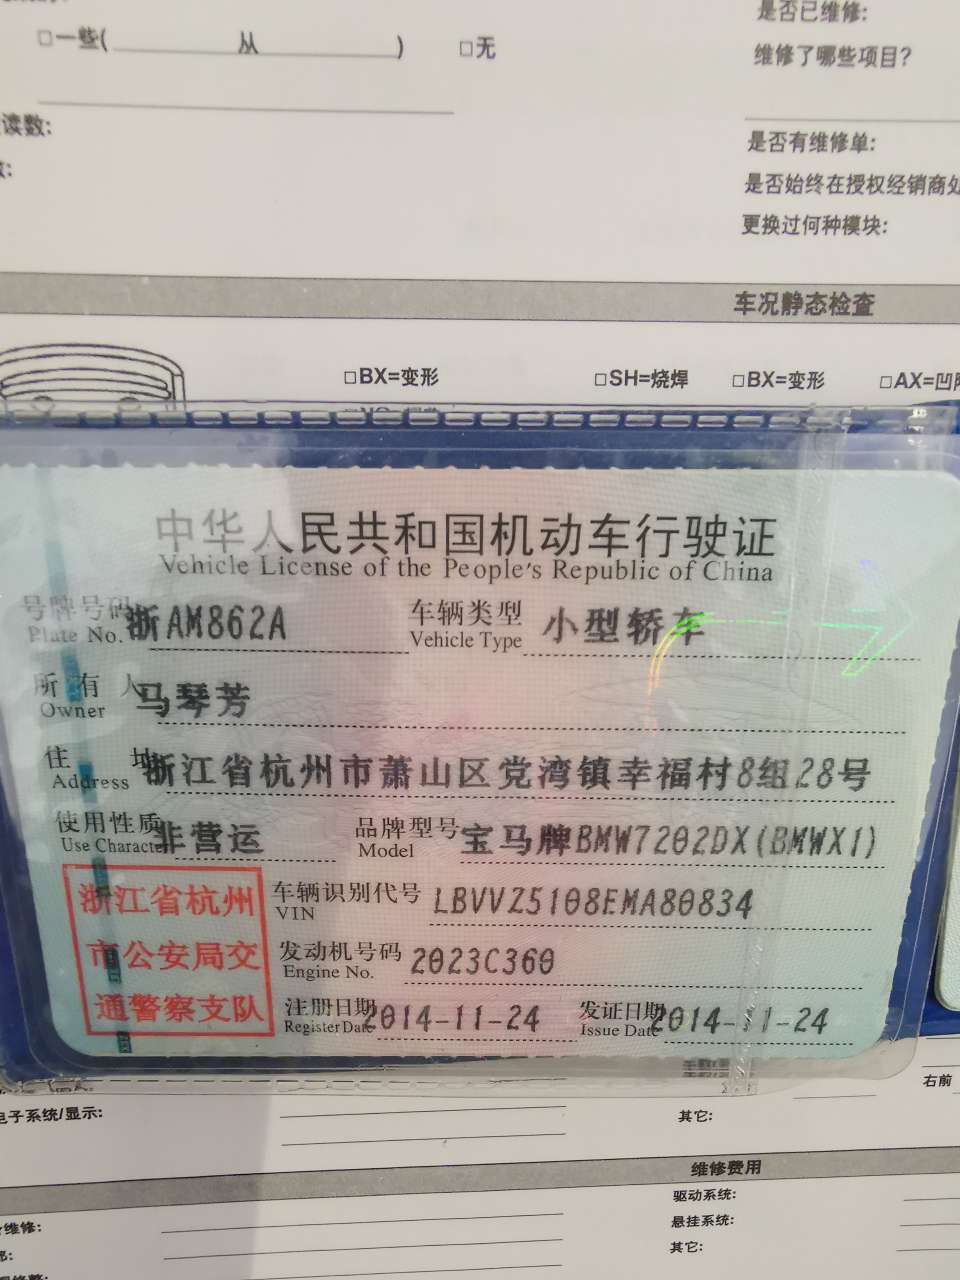 是否已维修:
□一些( 从 ) □无
维修了哪些项目?
读数:
是否有维修单:
是否始终在授权经销商处
更换过何种模块:
车况静态检查
□BX=变形 □SH=烧焊 □BX=变形 □AX=凹
中华人民共和国机动车行驶证
Vehicle License of the People's Republic of China
号牌号码 浙AM862A 车辆类型 小型轿车
Plate No. Vehicle Type
所有人 马琴芳
Owner
住址 浙江省杭州市萧山区党湾镇幸福村8组28号
Address
使用性质 非营运 品牌型号 宝马牌BMW7202DX(BMWX1)
Use Character Model
浙江省杭州
市公安局交
通警察支队
车辆识别代号 LBVVZ5108EMA80834
VIN
发动机号码 2023C360
Engine No.
注册日期 2014-11-24 发证日期 2014-11-24
Register Date Issue Date
右前
电子系统/显示: 其它:
维修费用
驱动系统:
维修: 悬挂系统:
其它: